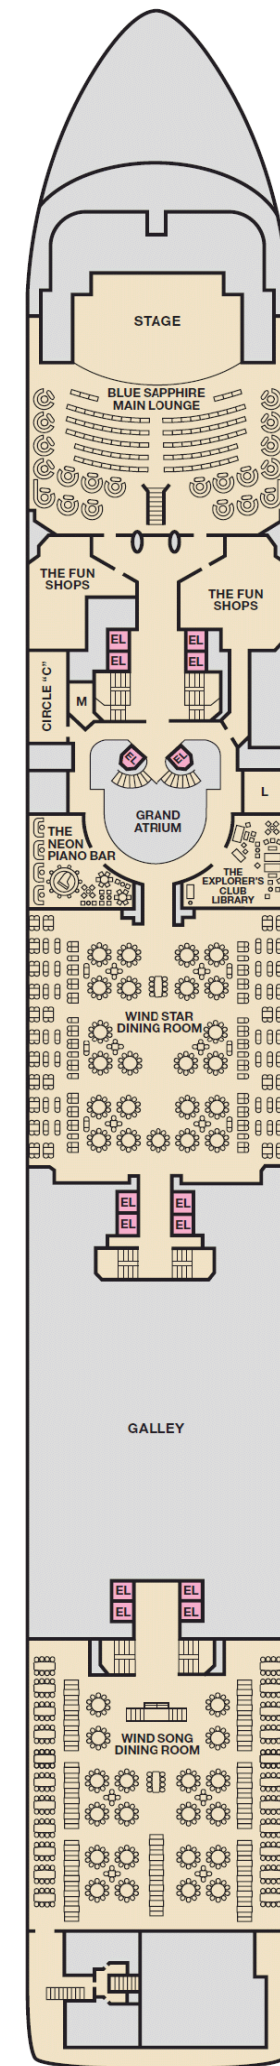 STAGE
BLUE SAPPHIRE
MAIN LOUNGE
THE FUN
SHOPS
THE FUN
SHOPS
EL
EL
EL
EL
CIRCLE "C"
M
EL
EL
L
GRAND
ATRIUM
THE
NEON
PIANO BAR
THE
EXPLORER'S
CLUB
LIBRARY
WIND STAR
DINING ROOM
EL
EL
EL
EL
GALLEY
EL
EL
EL
EL
WIND SONG
DINING ROOM